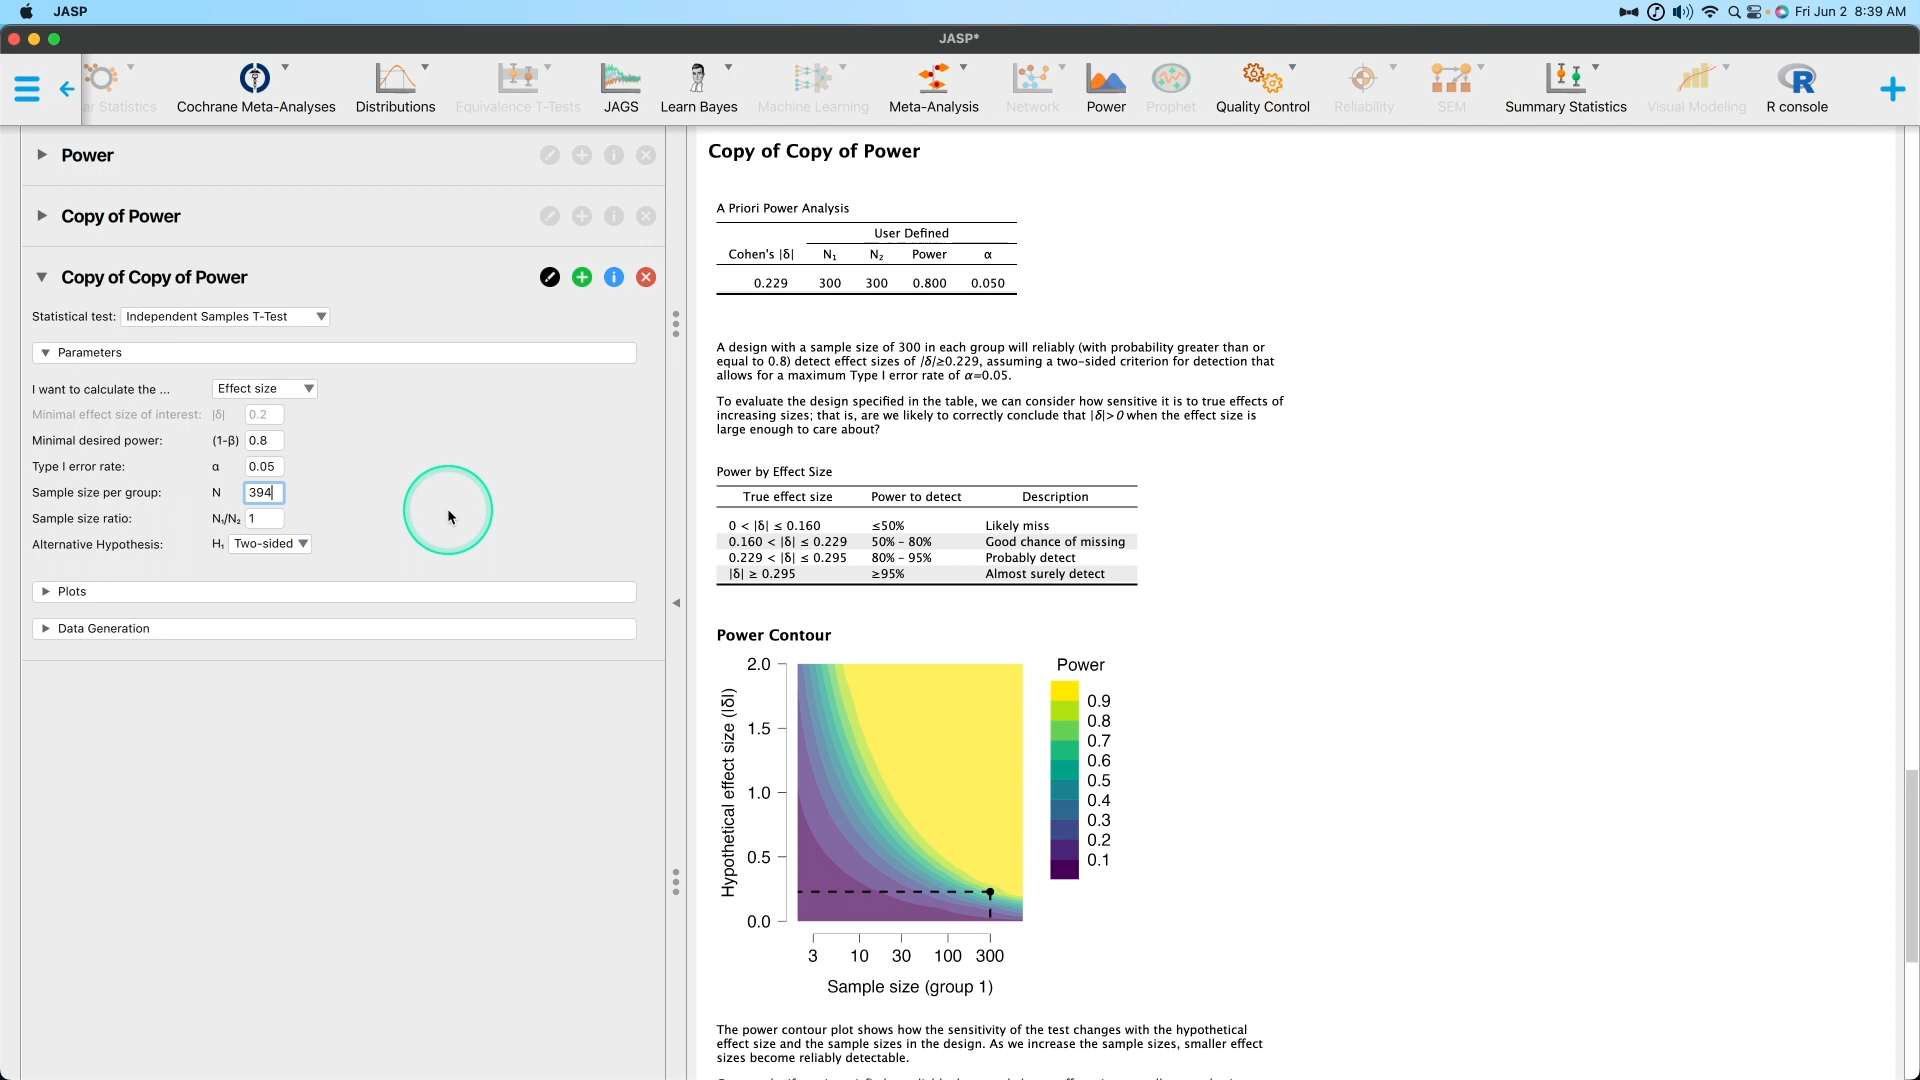 JASP
Fri Jun 2 8:39 AM
JASP*
ar Statistics
Cochrane Meta-Analyses
Distributions
Equivalence T-Tests
JAGS
Learn Bayes
Machine Learning
Meta-Analysis
Network
Power
Prophet
Quality Control
Reliability
SEM
Summary Statistics
Visual Modeling
R console
Power
Copy of Power
Copy of Copy of Power
Statistical test: Independent Samples T-Test
Parameters
I want to calculate the ... Effect size
Minimal effect size of interest: |δ| 0.2
Minimal desired power: (1-β) 0.8
Type I error rate: α 0.05
Sample size per group: N 394
Sample size ratio: N₁/N₂ 1
Alternative Hypothesis: H₁ Two-sided
Plots
Data Generation
Copy of Copy of Power
A Priori Power Analysis
User Defined
Cohen's |δ| N₁ N₂ Power α
0.229 300 300 0.800 0.050
A design with a sample size of 300 in each group will reliably (with probability greater than or
equal to 0.8) detect effect sizes of |δ|≥0.229, assuming a two-sided criterion for detection that
allows for a maximum Type I error rate of α=0.05.
To evaluate the design specified in the table, we can consider how sensitive it is to true effects of
increasing sizes; that is, are we likely to correctly conclude that |δ|>0 when the effect size is
large enough to care about?
Power by Effect Size
True effect size Power to detect Description
0 < |δ| ≤ 0.160 ≤50% Likely miss
0.160 < |δ| ≤ 0.229 50% – 80% Good chance of missing
0.229 < |δ| ≤ 0.295 80% – 95% Probably detect
|δ| ≥ 0.295 ≥95% Almost surely detect
Power Contour
Hypothetical effect size (|δ|)
2.0
1.5
1.0
0.5
0.0
3 10 30 100 300
Sample size (group 1)
Power
0.9
0.8
0.7
0.6
0.5
0.4
0.3
0.2
0.1
The power contour plot shows how the sensitivity of the test changes with the hypothetical
effect size and the sample sizes in the design. As we increase the sample sizes, smaller effect
sizes become reliably detectable.